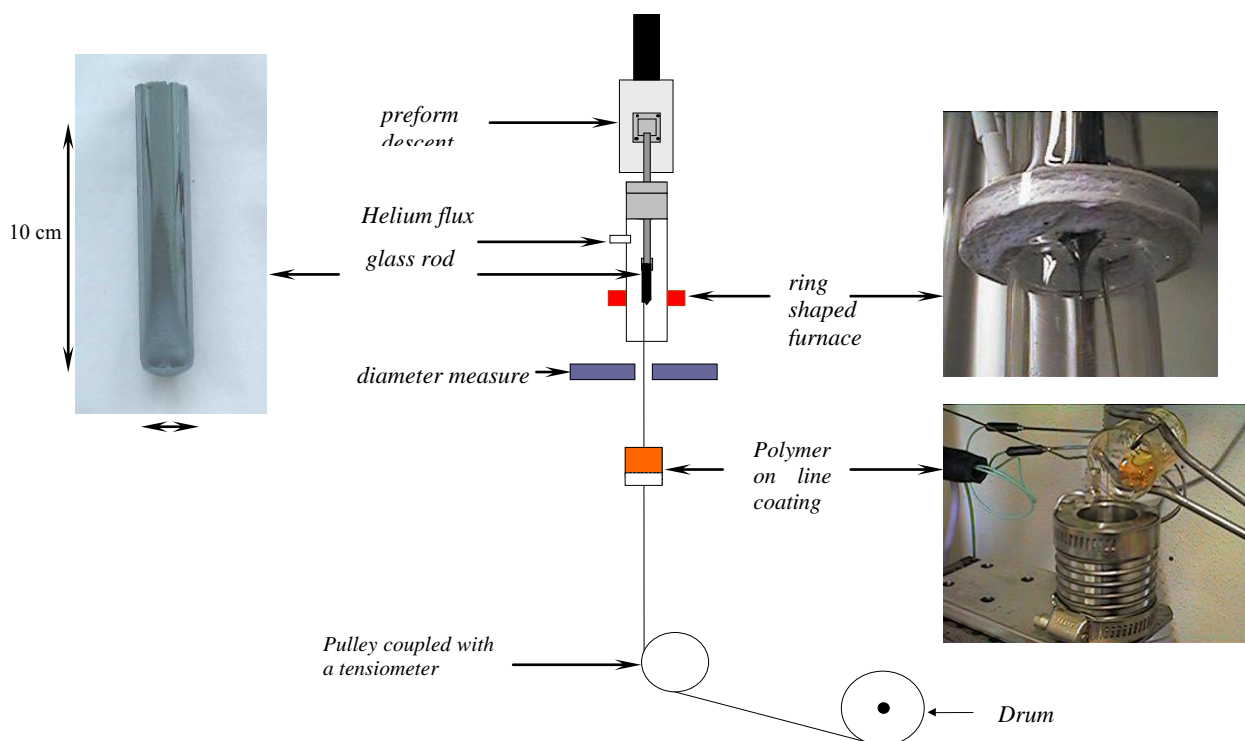 preform
descent
10 cm
Helium flux
glass rod
ring
shaped
furnace
diameter measure
Polymer
on line
coating
Pulley coupled with
a tensiometer
Drum